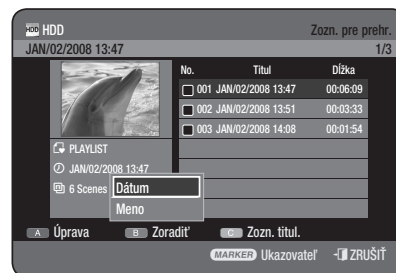 HDD HDD Zozn. pre prehr.
JAN/02/2008 13:47 1/3
No. Titul Dĺžka
001 JAN/02/2008 13:47 00:06:09
002 JAN/02/2008 13:51 00:03:33
003 JAN/02/2008 14:08 00:01:54
PLAYLIST
JAN/02/2008 13:47
6 Scenes
Dátum
Meno
A Úprava B Zoradiť C Zozn. titul.
MARKER Ukazovateľ ZRUŠIŤ